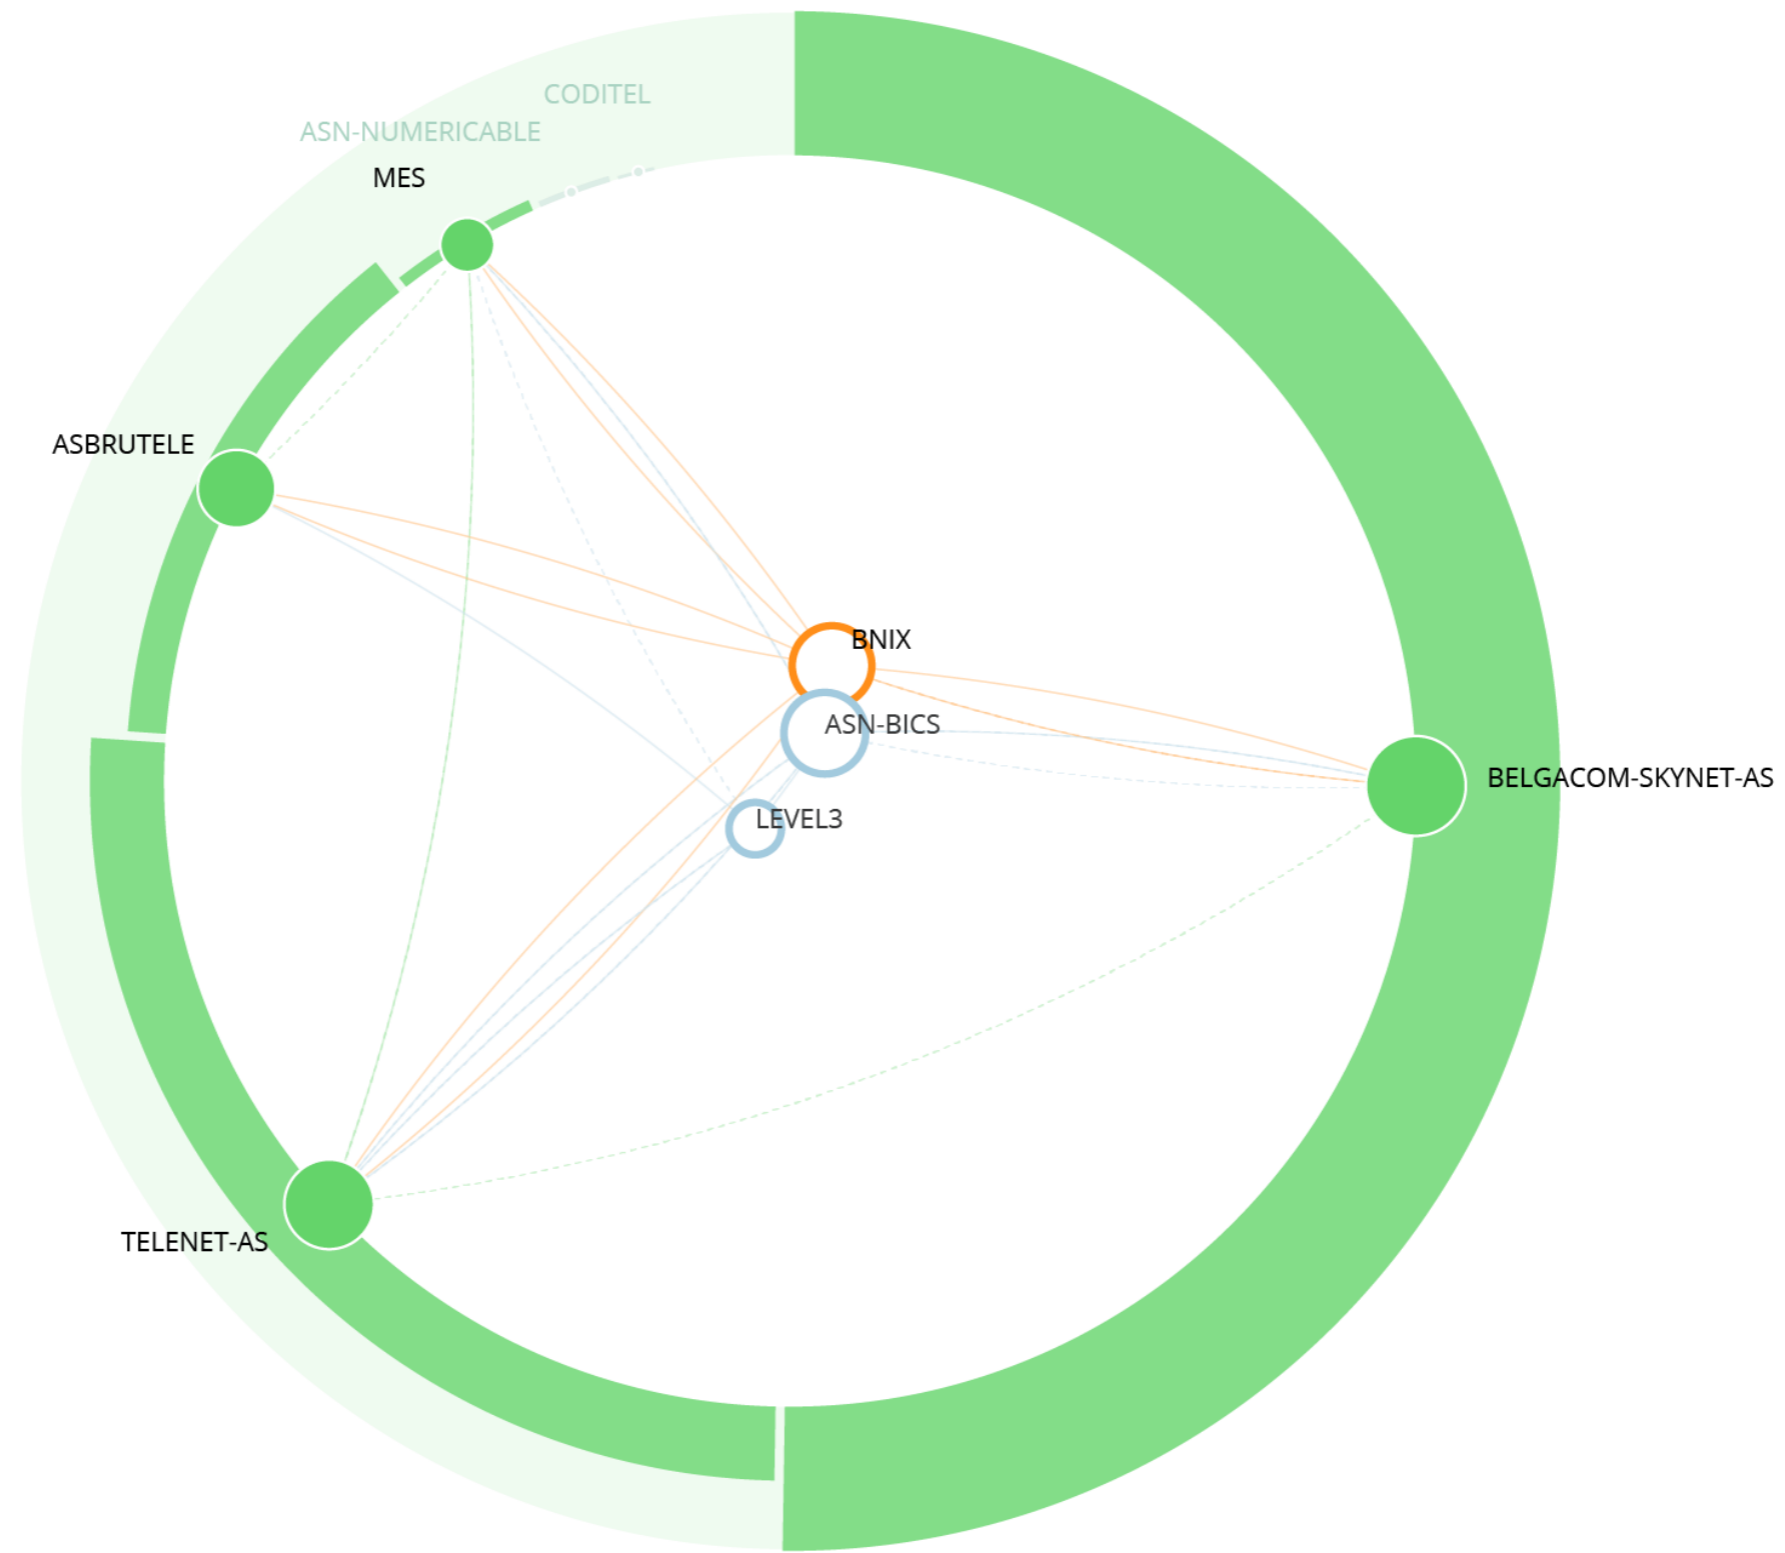 CODITEL
ASN-NUMERICABLE
MES
ASBRUTELE
BNIX
ASN-BICS
BELGACOM-SKYNET-AS
LEVEL3
TELENET-AS